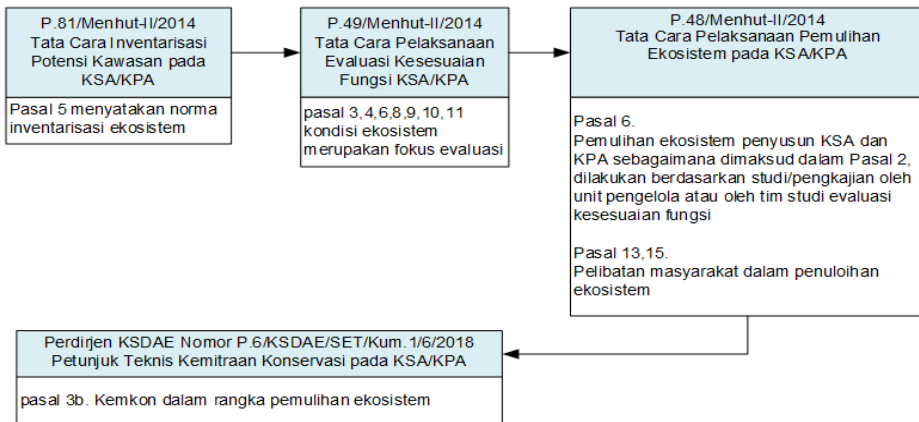 P.81/Menhut-II/2014
Tata Cara Inventarisasi
Potensi Kawasan pada
KSA/KPA
Pasal 5 menyatakan norma
inventarisasi ekosistem
P.49/Menhut-II/2014
Tata Cara Pelaksanaan
Evaluasi Kesesuaian
Fungsi KSA/KPA
pasal 3,4,6,8,9,10,11
kondisi ekosistem
merupakan fokus evaluasi
P.48/Menhut-II/2014
Tata Cara Pelaksanaan Pemulihan
Ekosistem pada KSA/KPA
Pasal 6.
Pemulihan ekosistem penyusun KSA dan
KPA sebagaimana dimaksud dalam Pasal 2,
dilakukan berdasarkan studi/pengkajian oleh
unit pengelola atau oleh tim studi evaluasi
kesesuaian fungsi
Pasal 13,15.
Pelibatan masyarakat dalam penuloihan
ekosistem
Perdirjen KSDAE Nomor P.6/KSDAE/SET/Kum.1/6/2018
Petunjuk Teknis Kemitraan Konservasi pada KSA/KPA
pasal 3b. Kemkon dalam rangka pemulihan ekosistem